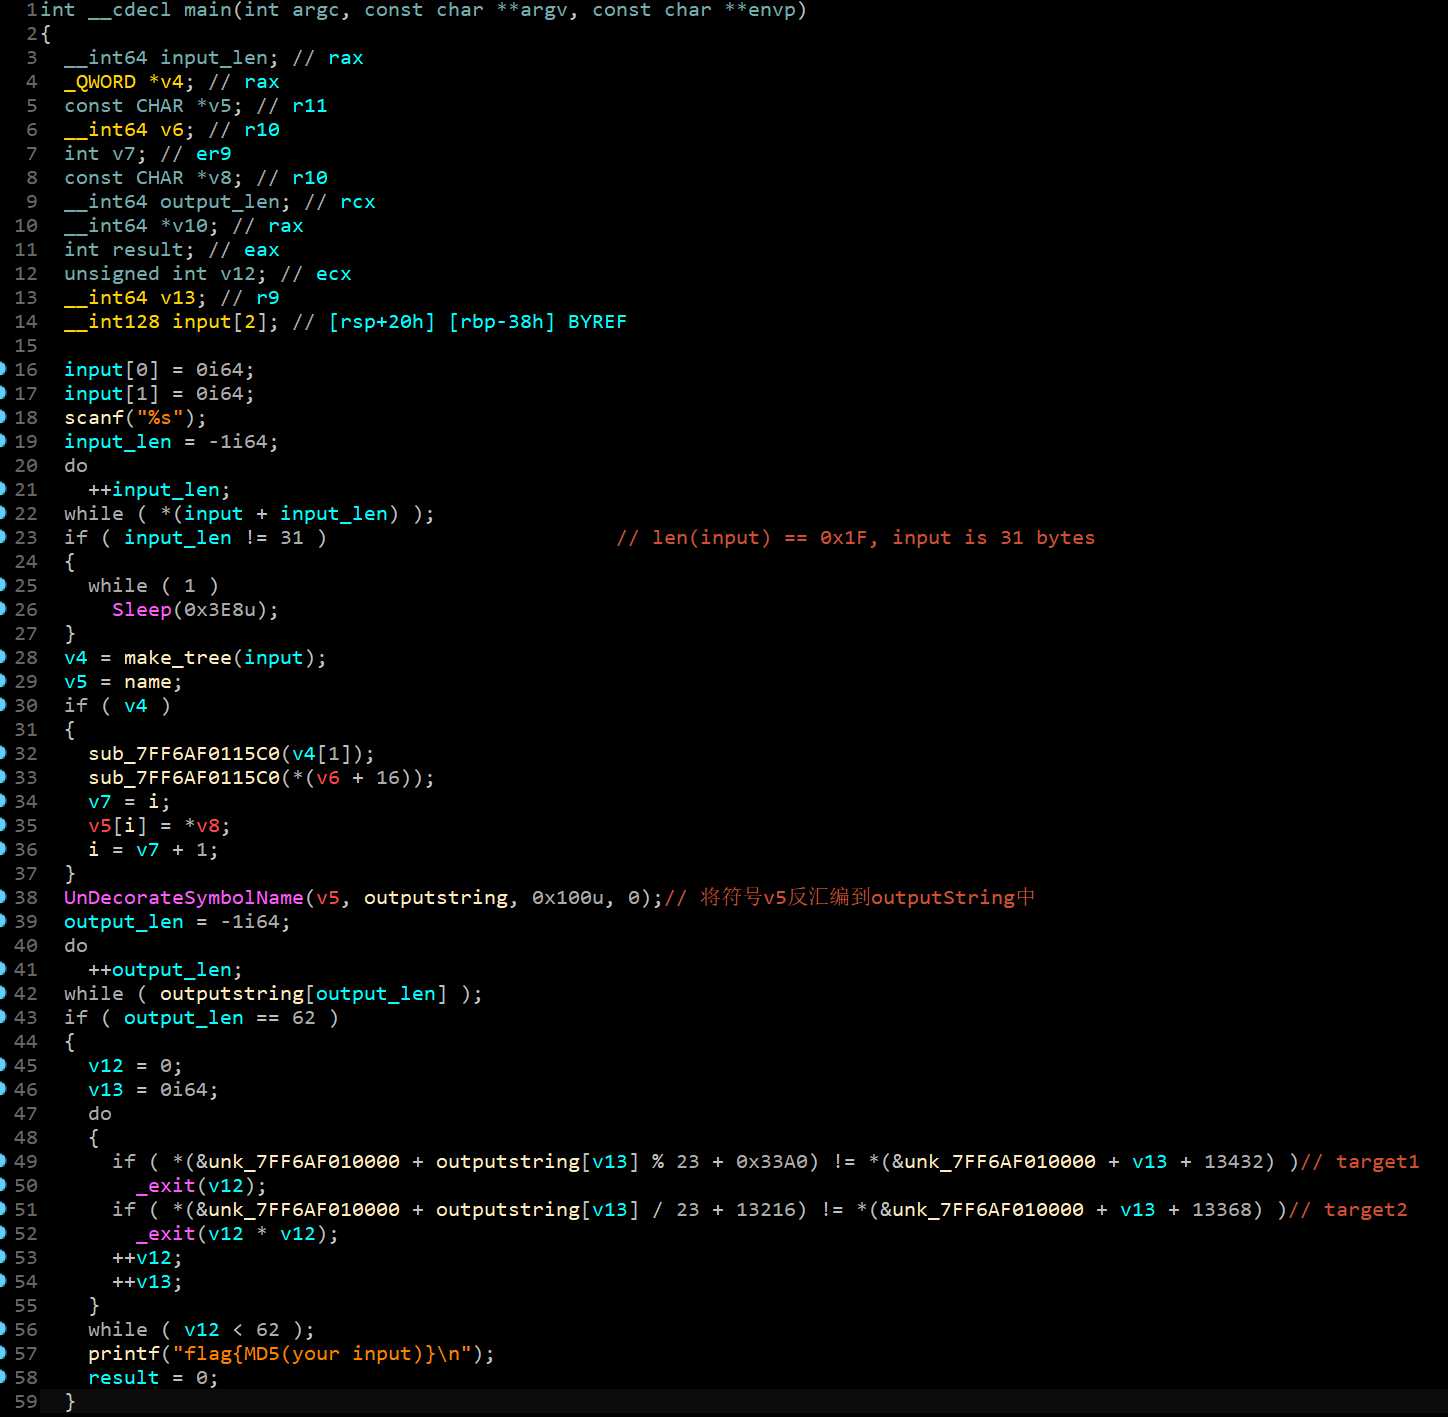 1 int __cdecl main(int argc, const char **argv, const char **envp)
2 {
3   __int64 input_len; // rax
4   _QWORD *v4; // rax
5   const CHAR *v5; // r11
6   __int64 v6; // r10
7   int v7; // er9
8   const CHAR *v8; // r10
9   __int64 output_len; // rcx
10   __int64 *v10; // rax
11   int result; // eax
12   unsigned int v12; // ecx
13   __int64 v13; // r9
14   __int128 input[2]; // [rsp+20h] [rbp-38h] BYREF
15
16   input[0] = 0i64;
17   input[1] = 0i64;
18   scanf("%s");
19   input_len = -1i64;
20   do
21     ++input_len;
22   while ( *(input + input_len) );
23   if ( input_len != 31 )                        // len(input) == 0x1F, input is 31 bytes
24   {
25     while ( 1 )
26       Sleep(0x3E8u);
27   }
28   v4 = make_tree(input);
29   v5 = name;
30   if ( v4 )
31   {
32     sub_7FF6AF0115C0(v4[1]);
33     sub_7FF6AF0115C0(*(v6 + 16));
34     v7 = i;
35     v5[i] = *v8;
36     i = v7 + 1;
37   }
38   UnDecorateSymbolName(v5, outputstring, 0x100u, 0);// 将符号v5反汇编到outputString中
39   output_len = -1i64;
40   do
41     ++output_len;
42   while ( outputstring[output_len] );
43   if ( output_len == 62 )
44   {
45     v12 = 0;
46     v13 = 0i64;
47     do
48     {
49       if ( *(&unk_7FF6AF010000 + outputstring[v13] % 23 + 0x33A0) != *(&unk_7FF6AF010000 + v13 + 13432) )// target1
50         _exit(v12);
51       if ( *(&unk_7FF6AF010000 + outputstring[v13] / 23 + 13216) != *(&unk_7FF6AF010000 + v13 + 13368) )// target2
52         _exit(v12 * v12);
53       ++v12;
54       ++v13;
55     }
56     while ( v12 < 62 );
57     printf("flag{MD5(your input)}\n");
58     result = 0;
59   }